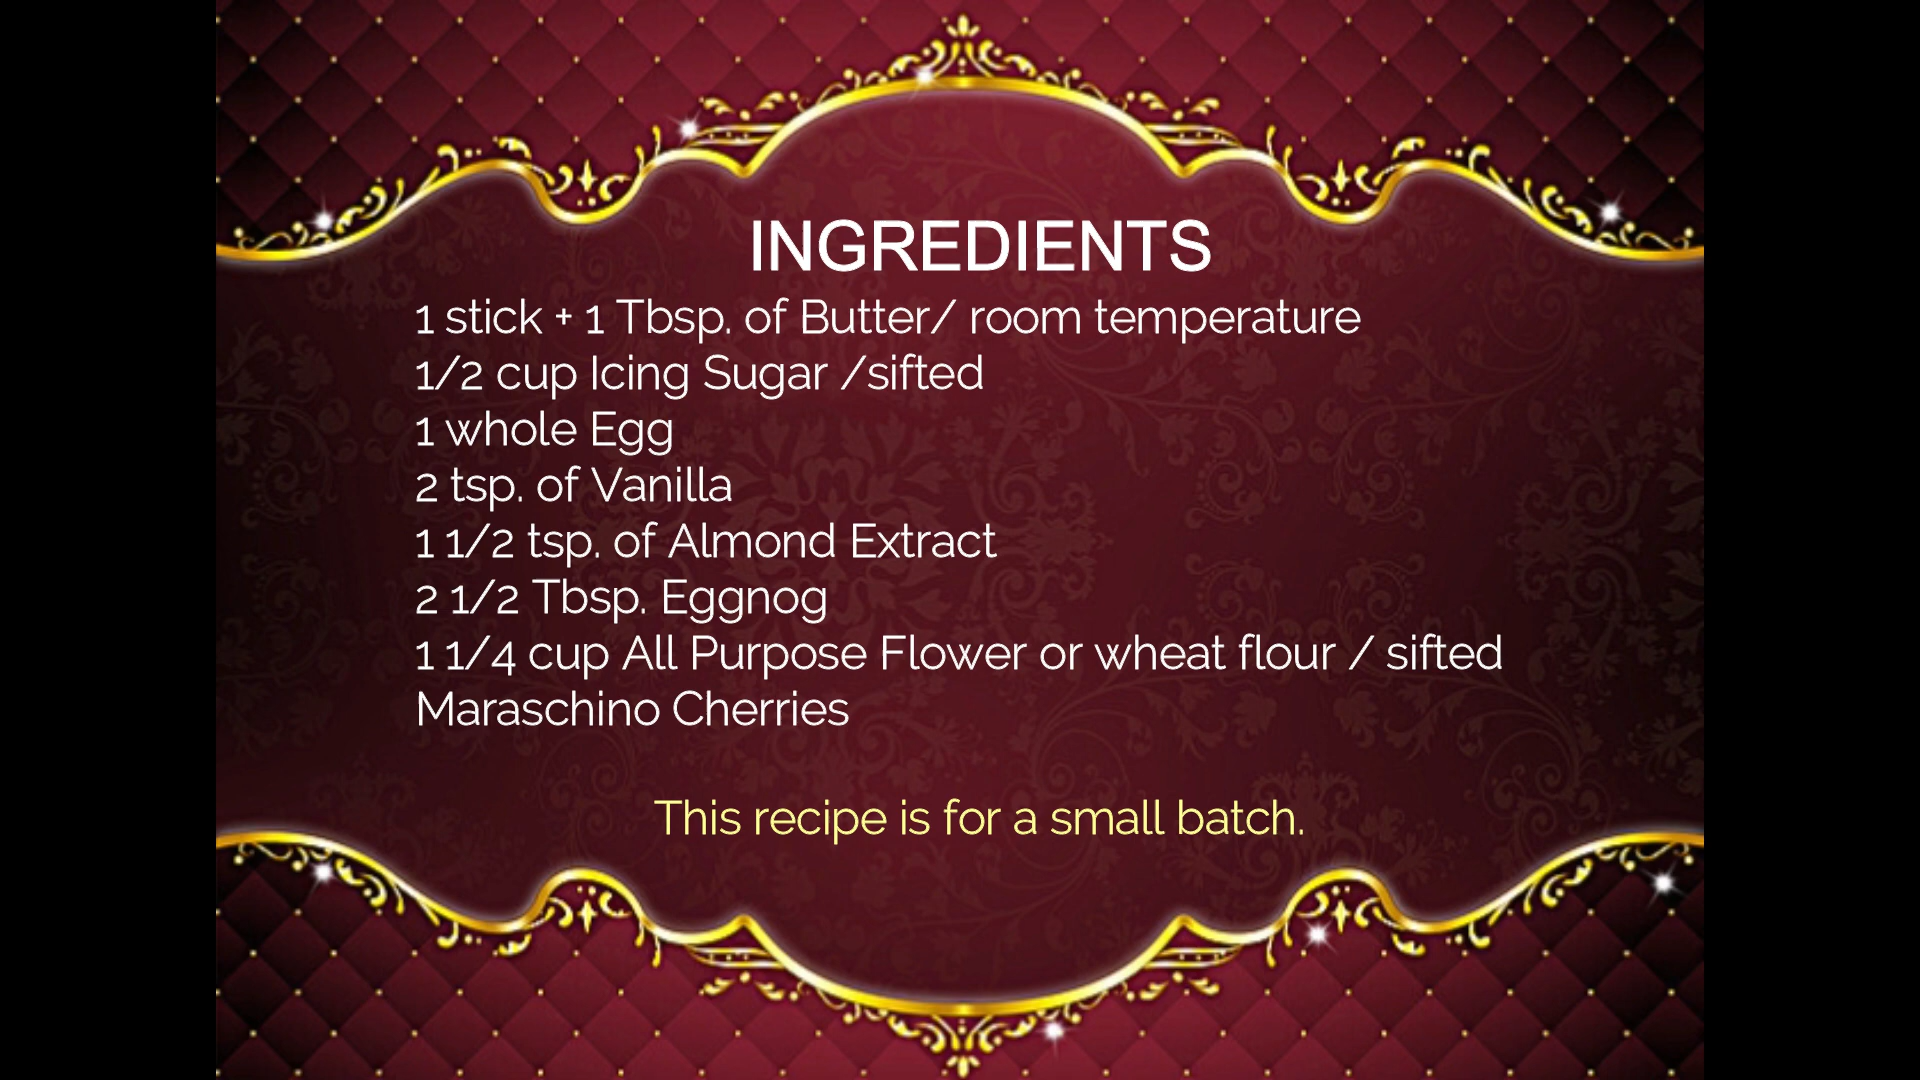 INGREDIENTS
1 stick + 1 Tbsp. of Butter/ room temperature
1/2 cup Icing Sugar /sifted
1 whole Egg
2 tsp. of Vanilla
1 1/2 tsp. of Almond Extract
2 1/2 Tbsp. Eggnog
1 1/4 cup All Purpose Flower or wheat flour / sifted
Maraschino Cherries
This recipe is for a small batch.